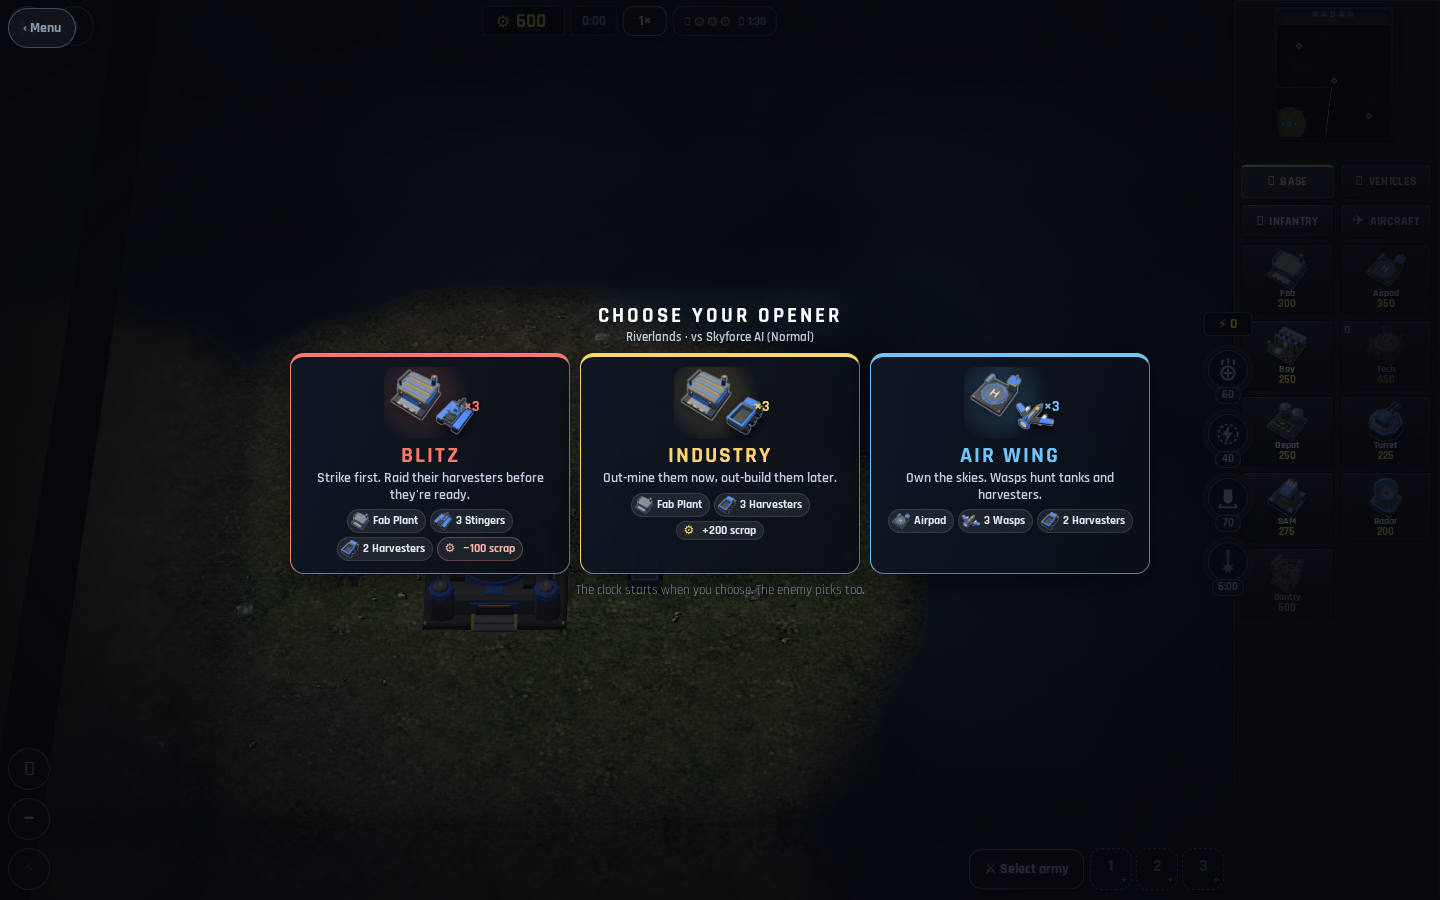 ‹ Menu
600
0:00
1×
1:30
RADAR
BASE
VEHICLES
INFANTRY
AIRCRAFT
Fab
300
Airpad
350
0
Bay
250
Tech
450
60
Depot
250
Turret
225
40
SAM
275
Radar
200
70
Gantry
600
6:00
CHOOSE YOUR OPENER
Riverlands · vs Skyforce AI (Normal)
×3
BLITZ
Strike first. Raid their harvesters before
they're ready.
Fab Plant
3 Stingers
2 Harvesters
−100 scrap
×3
INDUSTRY
Out-mine them now, out-build them later.
Fab Plant
3 Harvesters
+200 scrap
×3
AIR WING
Own the skies. Wasps hunt tanks and
harvesters.
Airpad
3 Wasps
2 Harvesters
The clock starts when you choose. The enemy picks too.
Select army
1
2
3